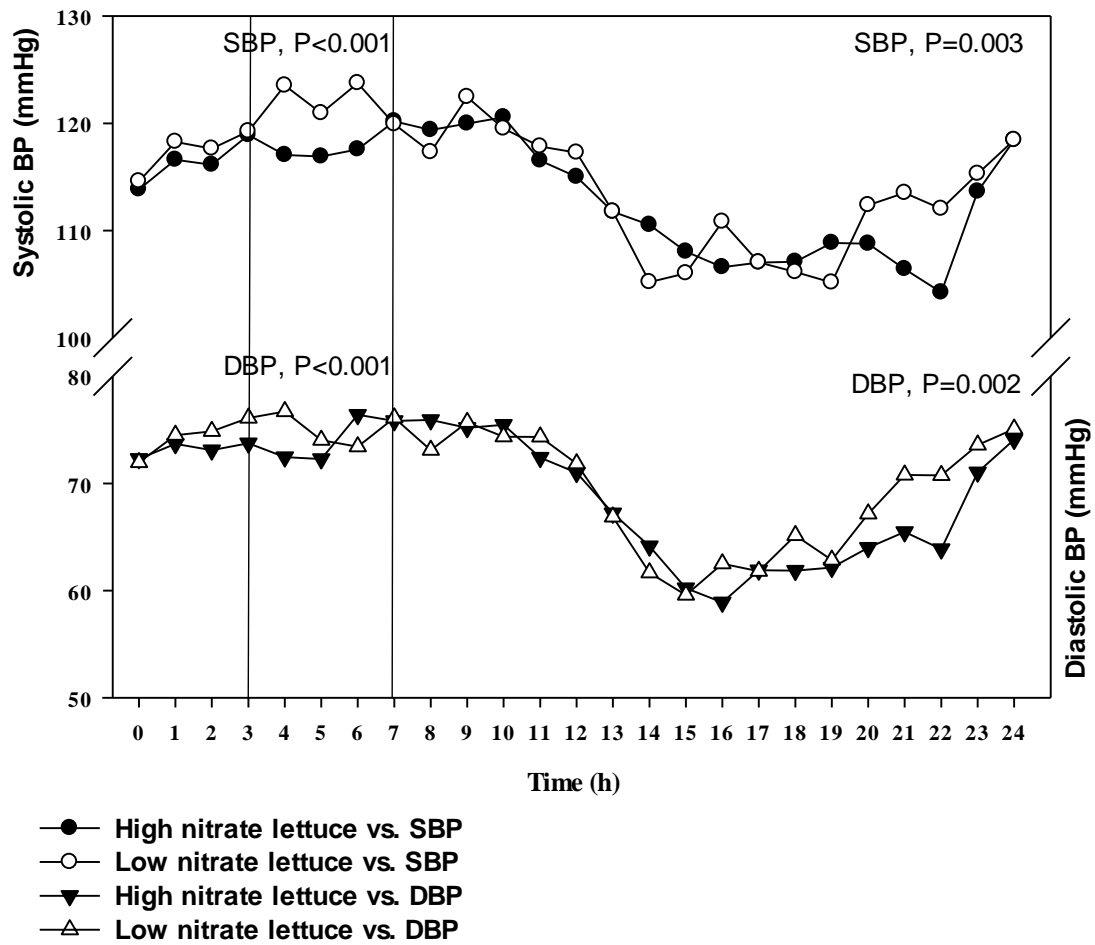 130
SBP, P<0.001
SBP, P=0.003
120
110
100
Systolic BP (mmHg)
80
DBP, P<0.001
DBP, P=0.002
70
60
50
Diastolic BP (mmHg)
0 1 2 3 4 5 6 7 8 9 10 11 12 13 14 15 16 17 18 19 20 21 22 23 24
Time (h)
High nitrate lettuce vs. SBP
Low nitrate lettuce vs. SBP
High nitrate lettuce vs. DBP
Low nitrate lettuce vs. DBP